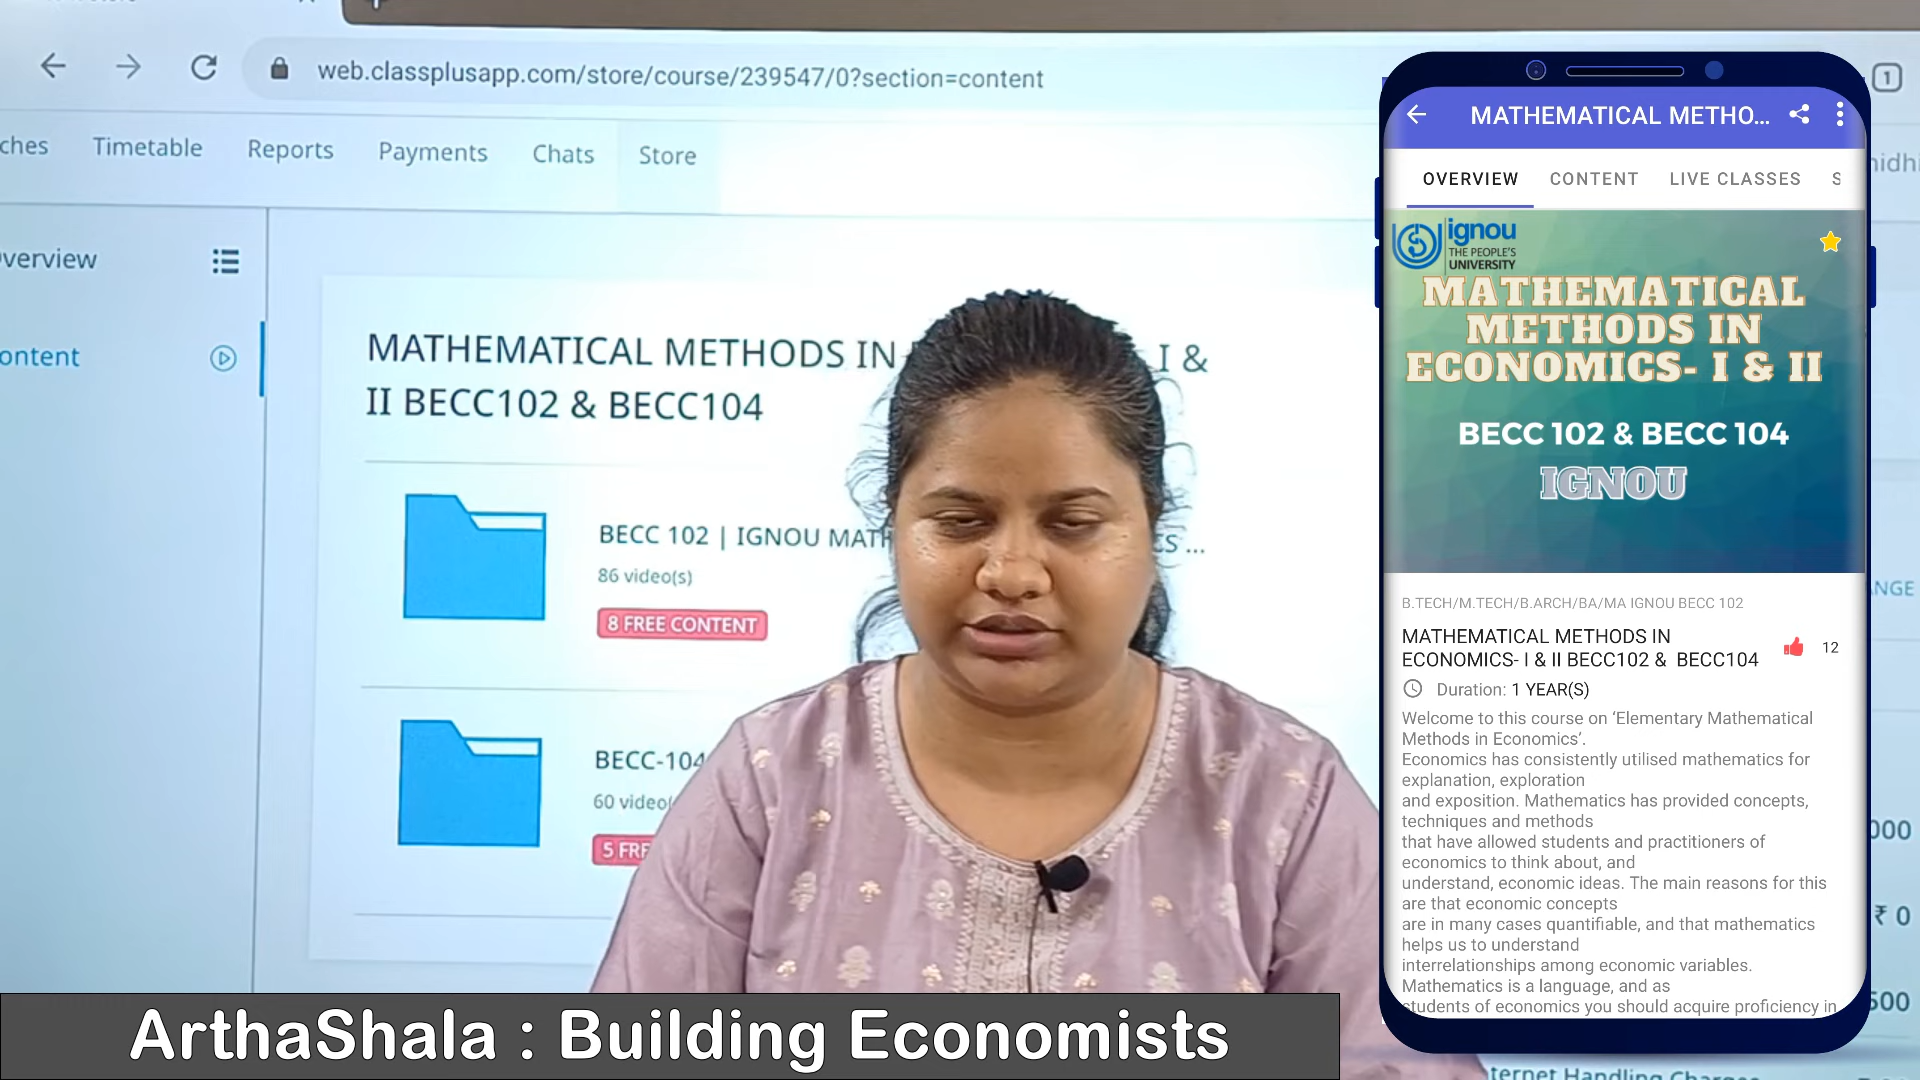 web.classplusapp.com/store/course/239547/0?section=content
1
Timetable Reports Payments Chats Store
MATHEMATICAL METHODS IN I &
II BECC102 & BECC104
BECC 102 | IGNOU MATH
...
86 video(s)
8 FREE CONTENT
BECC-104
60
5
ArthaShala : Building Economists
MATHEMATICAL METHO...
OVERVIEW CONTENT LIVE CLASSES S
ignou
THE PEOPLE'S
UNIVERSITY
MATHEMATICAL
METHODS IN
ECONOMICS- I & II
BECC 102 & BECC 104
IGNOU
B.TECH/M.TECH/B.ARCH/BA/MA IGNOU BECC 102
MATHEMATICAL METHODS IN
ECONOMICS- I & II BECC102 & BECC104
12
Duration: 1 YEAR(S)
Welcome to this course on ‘Elementary Mathematical
Methods in Economics’.
Economics has consistently utilised mathematics for
explanation, exploration
and exposition. Mathematics has provided concepts,
techniques and methods
that have allowed students and practitioners of
economics to think about, and
understand, economic ideas. The main reasons for this
are that economic concepts
are in many cases quantifiable, and that mathematics
helps us to understand
interrelationships among economic variables.
Mathematics is a language, and as
students of economics you should acquire proficiency in
₹ 0